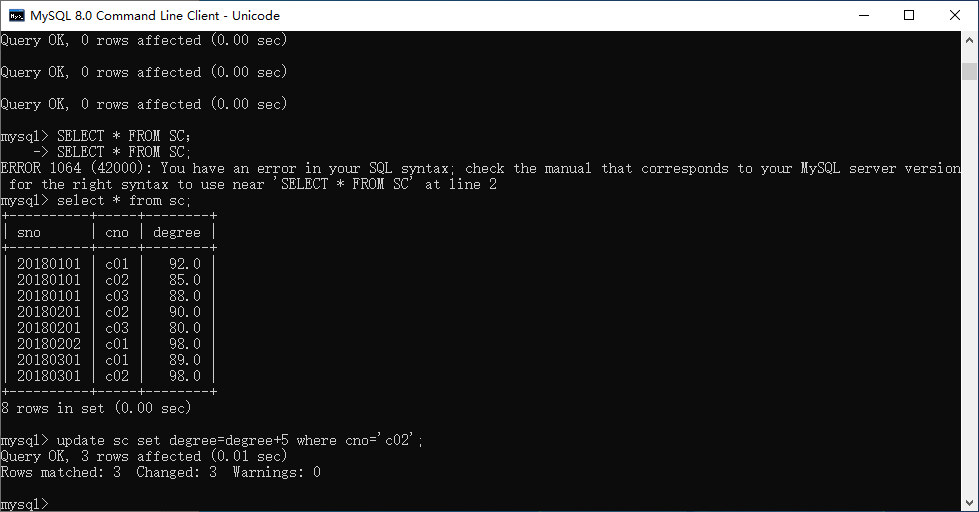 MySQL 8.0 Command Line Client - Unicode
Query OK, 0 rows affected (0.00 sec)
Query OK, 0 rows affected (0.00 sec)
Query OK, 0 rows affected (0.00 sec)
mysql> SELECT * FROM SC；
    -> SELECT * FROM SC;
ERROR 1064 (42000): You have an error in your SQL syntax; check the manual that corresponds to your MySQL server version
 for the right syntax to use near 'SELECT * FROM SC' at line 2
mysql> select * from sc;
+----------+-----+--------+
| sno      | cno | degree |
+----------+-----+--------+
| 20180101 | c01 |   92.0 |
| 20180101 | c02 |   85.0 |
| 20180101 | c03 |   88.0 |
| 20180201 | c02 |   90.0 |
| 20180201 | c03 |   80.0 |
| 20180202 | c01 |   98.0 |
| 20180301 | c01 |   89.0 |
| 20180301 | c02 |   98.0 |
+----------+-----+--------+
8 rows in set (0.00 sec)
mysql> update sc set degree=degree+5 where cno='c02';
Query OK, 3 rows affected (0.01 sec)
Rows matched: 3  Changed: 3  Warnings: 0
mysql>